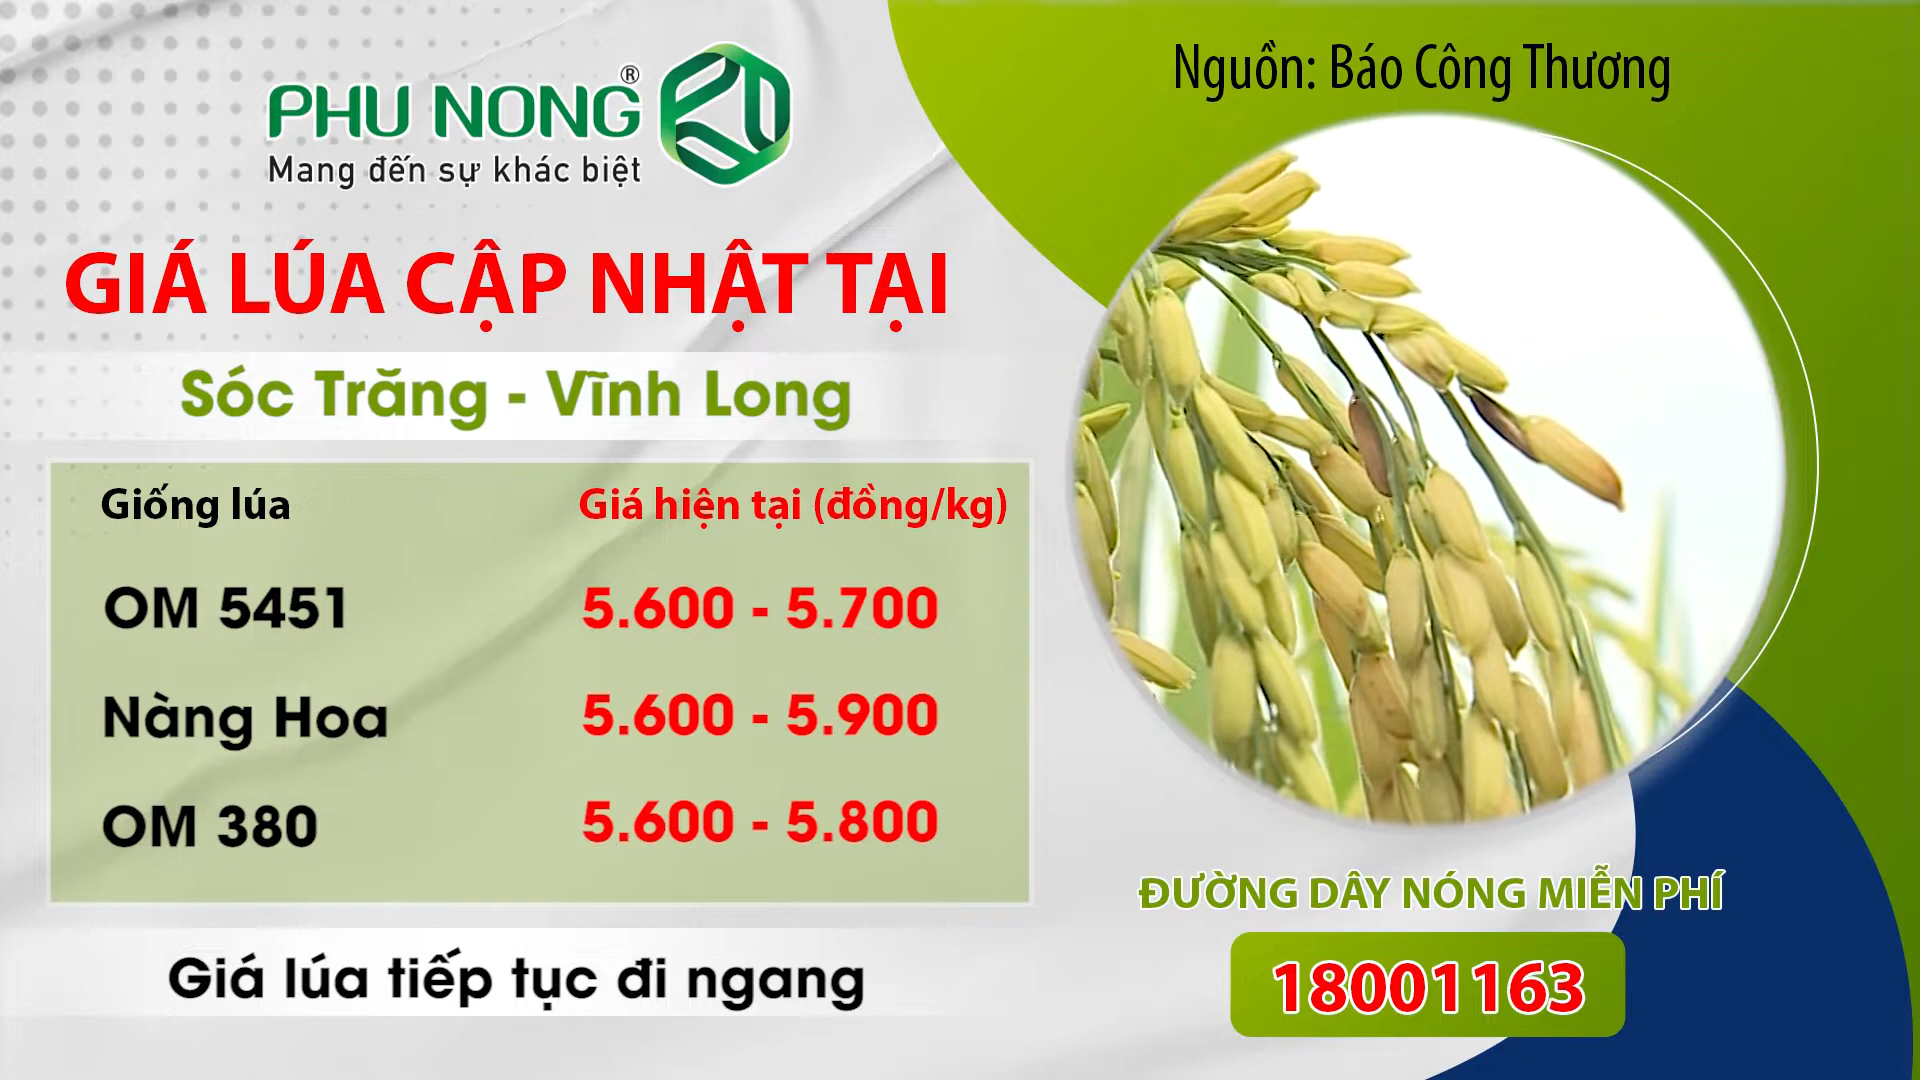 PHU NONG®
Mang đến sự khác biệt
Nguồn: Báo Công Thương
GIÁ LÚA CẬP NHẬT TẠI
Sóc Trăng - Vĩnh Long
Giống lúa Giá hiện tại (đồng/kg)
OM 5451 5.600 - 5.700
Nàng Hoa 5.600 - 5.900
OM 380 5.600 - 5.800
Giá lúa tiếp tục đi ngang
ĐƯỜNG DÂY NÓNG MIỄN PHÍ
18001163